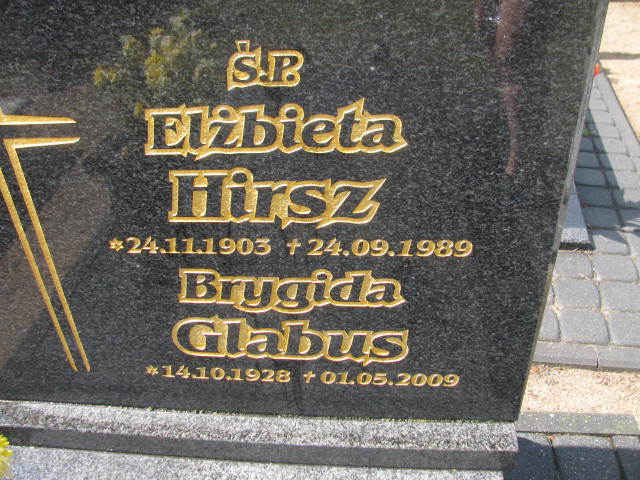 Ś.P.
Elżbieta
Hirsz
*24.11.1903 †24.09.1989
Brygida
Glabus
*14.10.1928 †01.05.2009